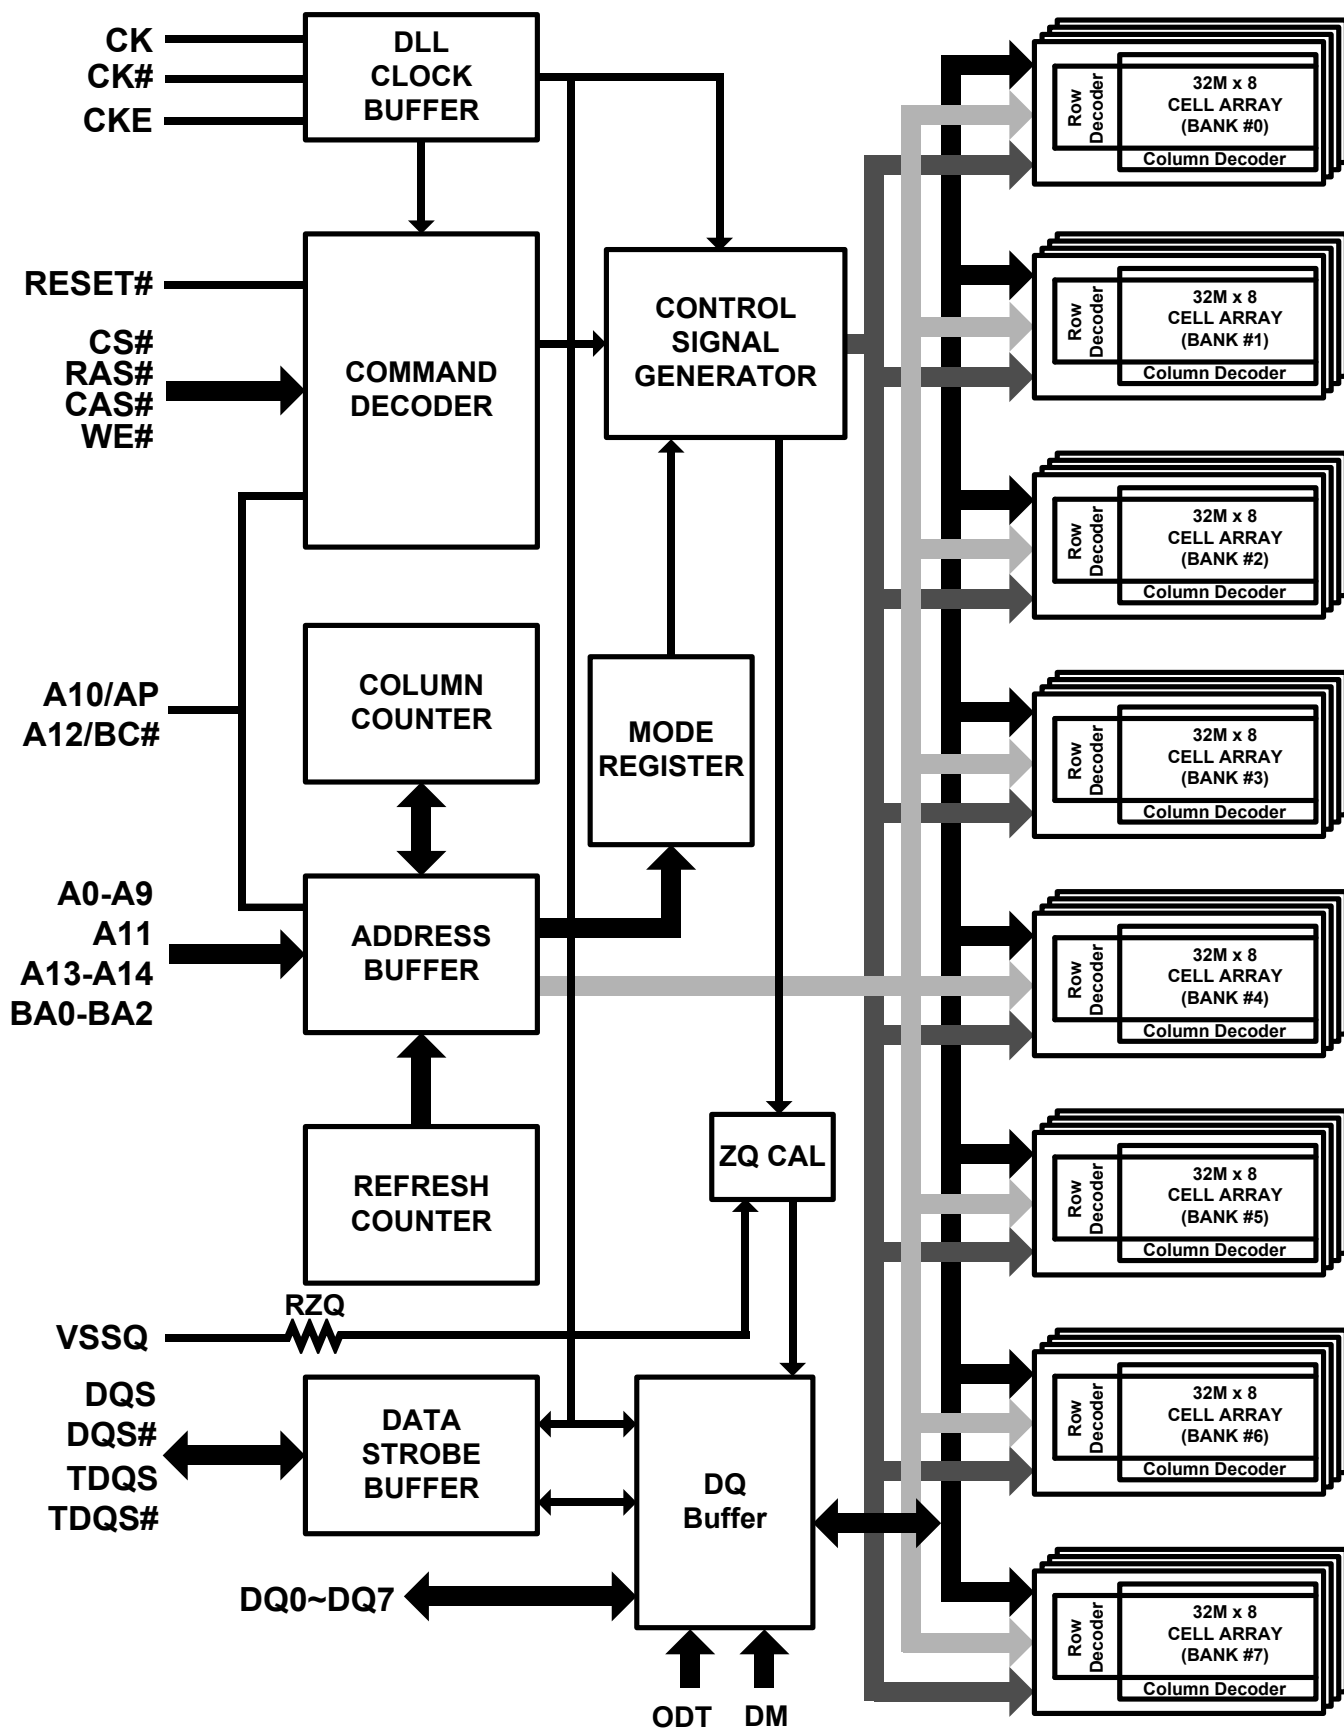 CK
CK#
CKE
DLL
CLOCK
BUFFER
RESET#
CS#
RAS#
CAS#
WE#
COMMAND
DECODER
CONTROL
SIGNAL
GENERATOR
A10/AP
A12/BC#
COLUMN
COUNTER
MODE
REGISTER
A0-A9
A11
A13-A14
BA0-BA2
ADDRESS
BUFFER
REFRESH
COUNTER
ZQ CAL
VSSQ
RZQ
DQS
DQS#
TDQS
TDQS#
DATA
STROBE
BUFFER
DQ
Buffer
DQ0~DQ7
ODT
DM
Row
Decoder
32M x 8
CELL ARRAY
(BANK #0)
Column Decoder
Row
Decoder
32M x 8
CELL ARRAY
(BANK #1)
Column Decoder
Row
Decoder
32M x 8
CELL ARRAY
(BANK #2)
Column Decoder
Row
Decoder
32M x 8
CELL ARRAY
(BANK #3)
Column Decoder
Row
Decoder
32M x 8
CELL ARRAY
(BANK #4)
Column Decoder
Row
Decoder
32M x 8
CELL ARRAY
(BANK #5)
Column Decoder
Row
Decoder
32M x 8
CELL ARRAY
(BANK #6)
Column Decoder
Row
Decoder
32M x 8
CELL ARRAY
(BANK #7)
Column Decoder